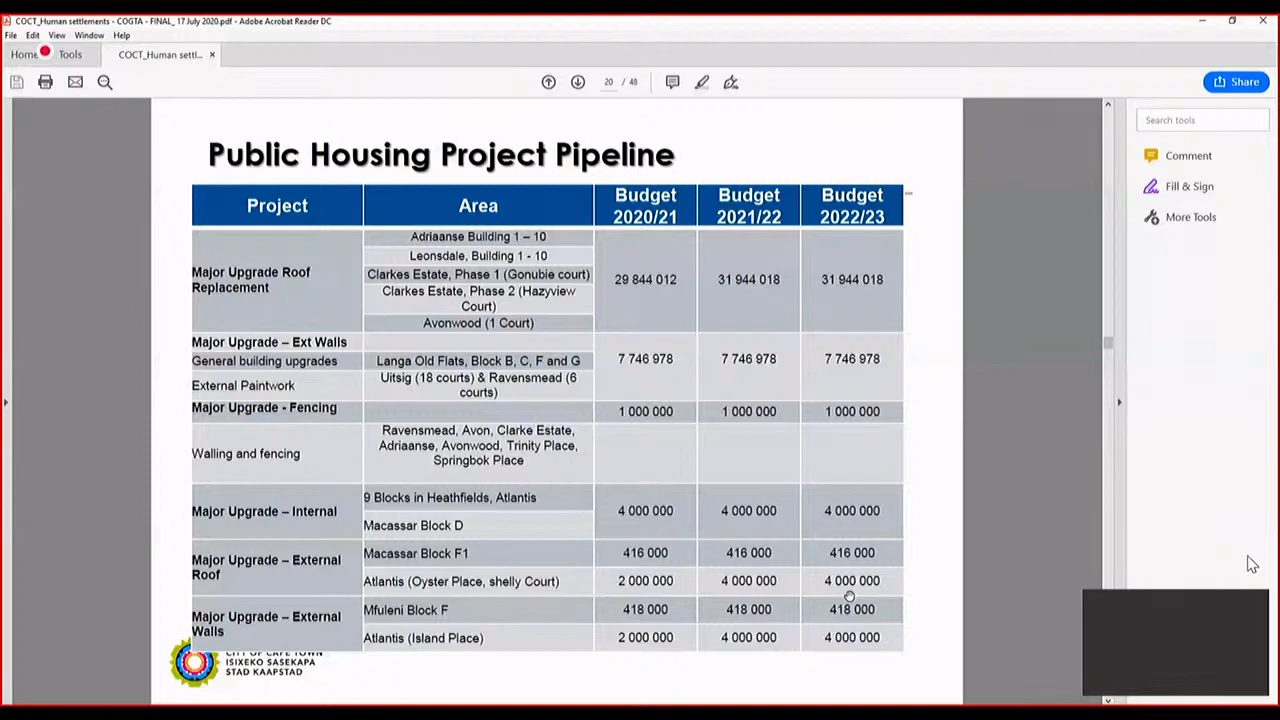 COCT_Human settlements - COGTA - FINAL_ 17 July 2020.pdf - Adobe Acrobat Reader DC
File Edit View Window Help
Home Tools COCT_Human settl... ×
20 / 48
Share
Search tools
Comment
Fill & Sign
More Tools
Public Housing Project Pipeline
Project Area Budget 2020/21 Budget 2021/22 Budget 2022/23
Major Upgrade Roof Replacement
Adriaanse Building 1 – 10
Leonsdale, Building 1 - 10
Clarkes Estate, Phase 1 (Gonubie court)
Clarkes Estate, Phase 2 (Hazyview Court)
Avonwood (1 Court)
29 844 012 31 944 018 31 944 018
Major Upgrade – Ext Walls
General building upgrades Langa Old Flats, Block B, C, F and G
External Paintwork Uitsig (18 courts) & Ravensmead (6 courts)
7 746 978 7 746 978 7 746 978
Major Upgrade - Fencing 1 000 000 1 000 000 1 000 000
Walling and fencing
Ravensmead, Avon, Clarke Estate,
Adriaanse, Avonwood, Trinity Place,
Springbok Place
Major Upgrade – Internal
9 Blocks in Heathfields, Atlantis
Macassar Block D
4 000 000 4 000 000 4 000 000
Major Upgrade – External Roof
Macassar Block F1 416 000 416 000 416 000
Atlantis (Oyster Place, shelly Court) 2 000 000 4 000 000 4 000 000
Major Upgrade – External Walls
Mfuleni Block F 418 000 418 000 418 000
Atlantis (Island Place) 2 000 000 4 000 000 4 000 000
CITY OF CAPE TOWN
ISIXEKO SASEKAPA
STAD KAAPSTAD